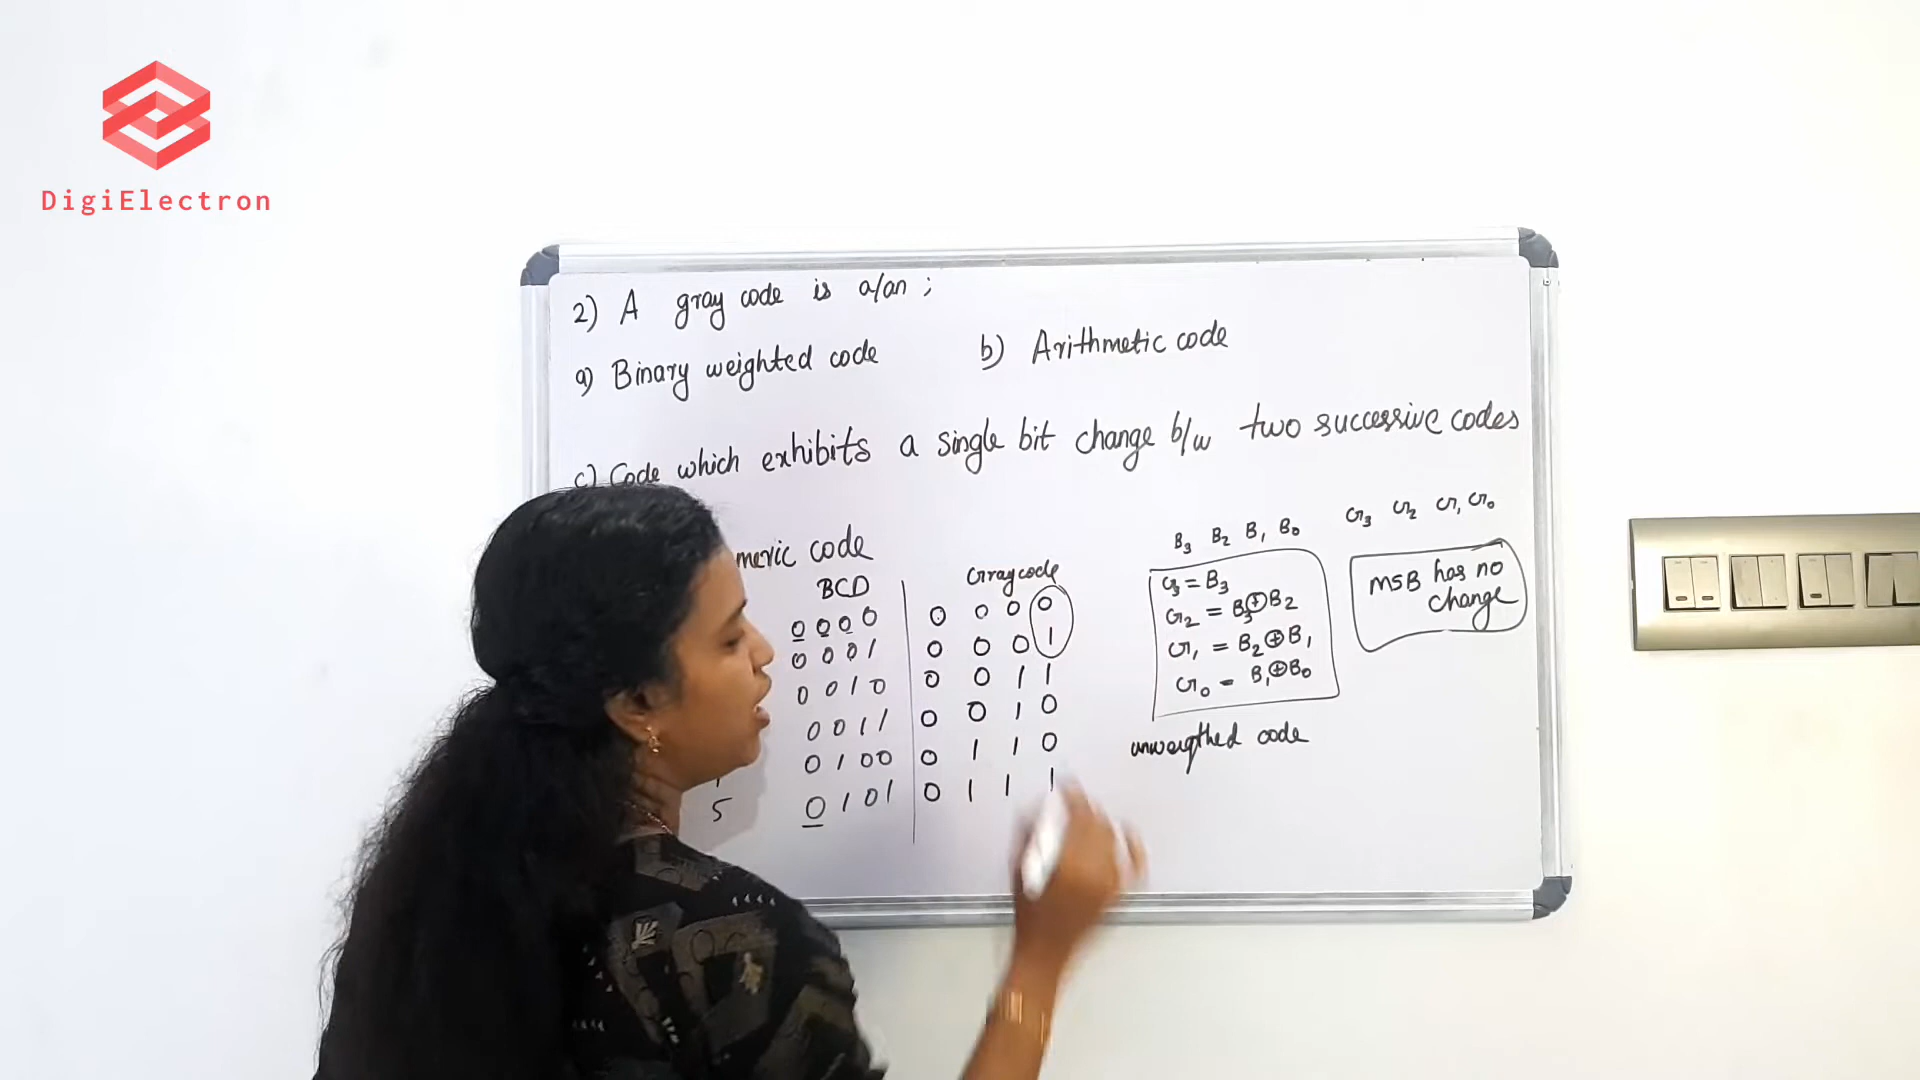 DigiElectron
2) A gray code is a/an ;
a) Binary weighted code b) Arithmetic code
c) Code which exhibits a single bit change b/w two successive codes
meric code
B3 B2 B1 B0 G3 G2 G1 G0
BCD Gray code
0 0 0 0 0 0 0 0
0 0 0 1 0 0 0 1
0 0 1 0 0 0 1 1
0 0 1 1 0 0 1 0
0 1 0 0 0 1 1 0
5 0 1 0 1 0 1 1 1
G3 = B3
G2 = B3⊕B2
G1 = B2⊕B1
G0 = B1⊕B0
MSB has no
change
unweigthed code